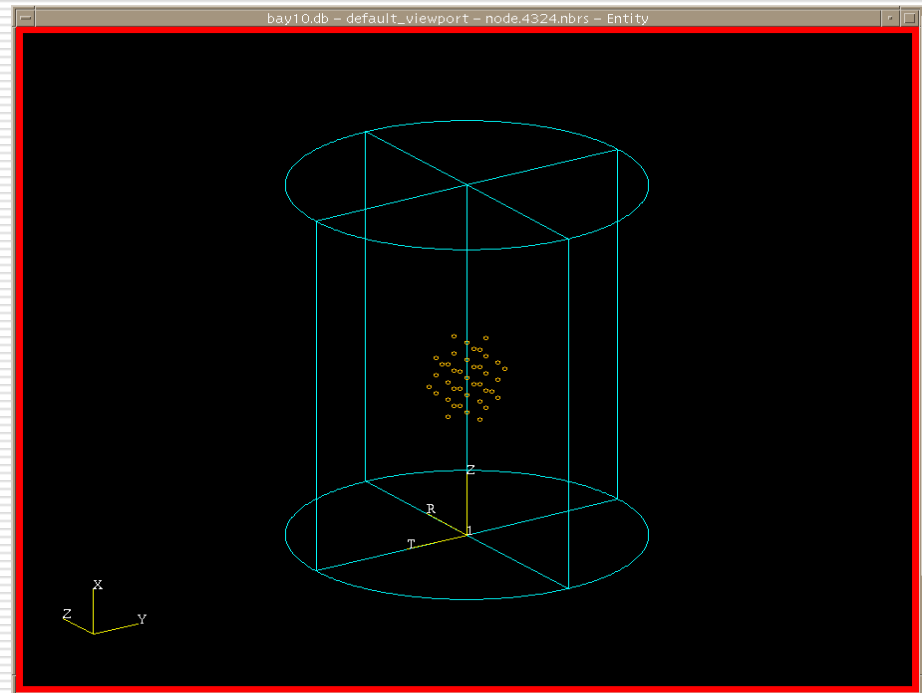 bay10.db – default_viewport – node.4324.nbrs – Entity
Z
R
1
T
X
Z
Y